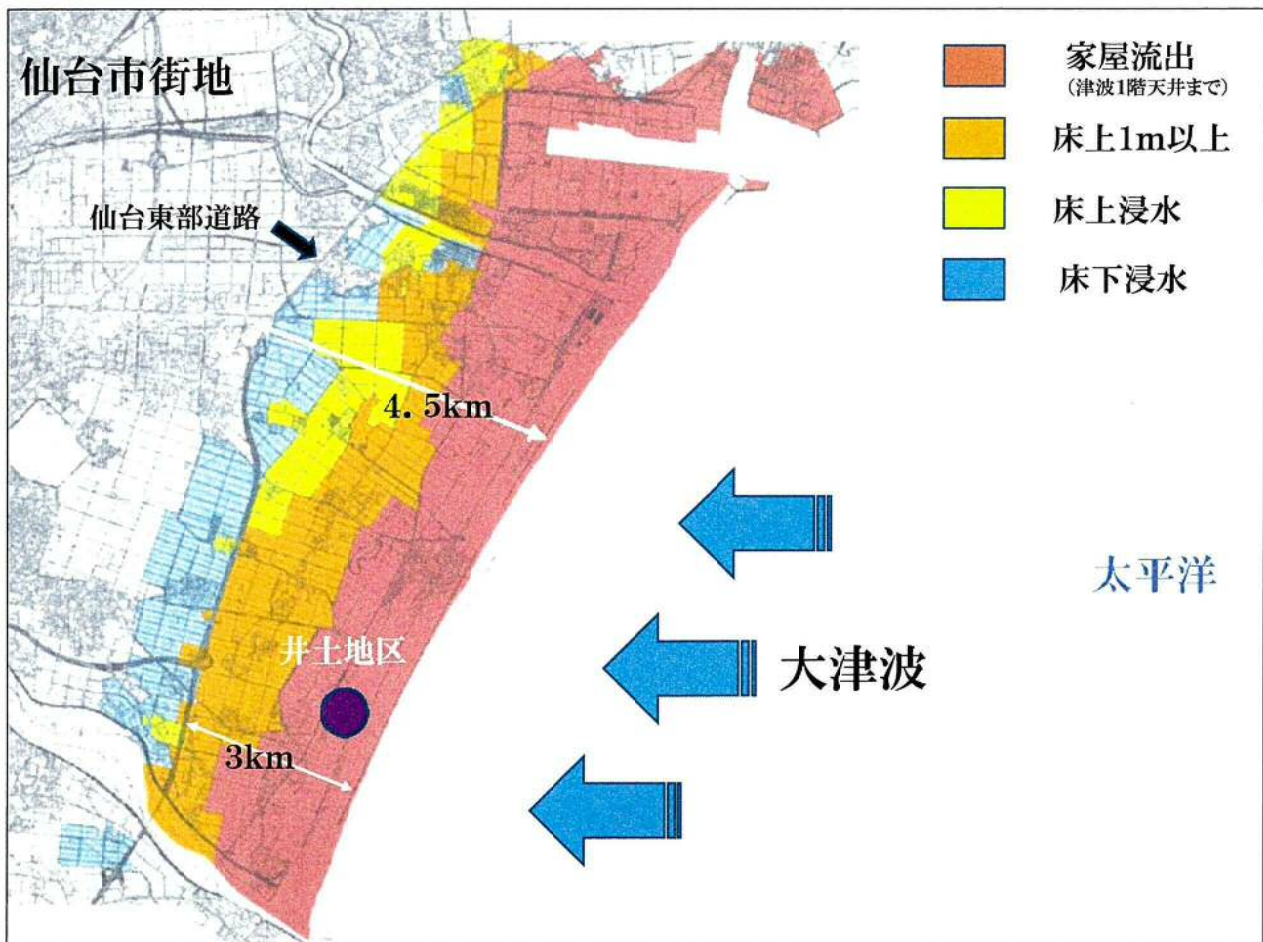 仙台市街地
家屋流出
(津波1階天井まで)
床上1m以上
床上浸水
床下浸水
仙台東部道路
4.5km
太平洋
井土地区
大津波
3km